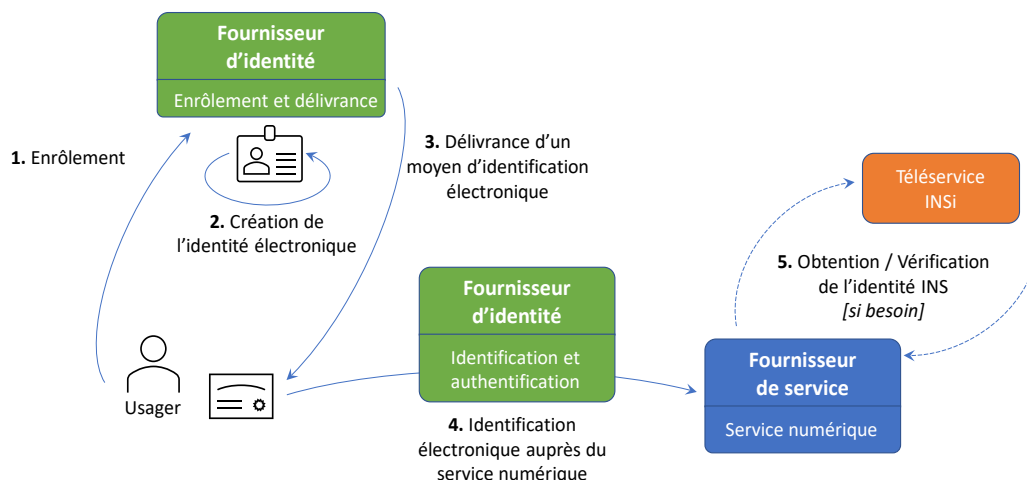 Fournisseur
d’identité
Enrôlement et délivrance
1. Enrôlement
2. Création de
l’identité électronique
3. Délivrance d’un
moyen d’identification
électronique
Usager
Fournisseur
d’identité
Identification et
authentification
4. Identification
électronique auprès du
service numérique
Téléservice
INSi
5. Obtention / Vérification
de l’identité INS
[si besoin]
Fournisseur
de service
Service numérique